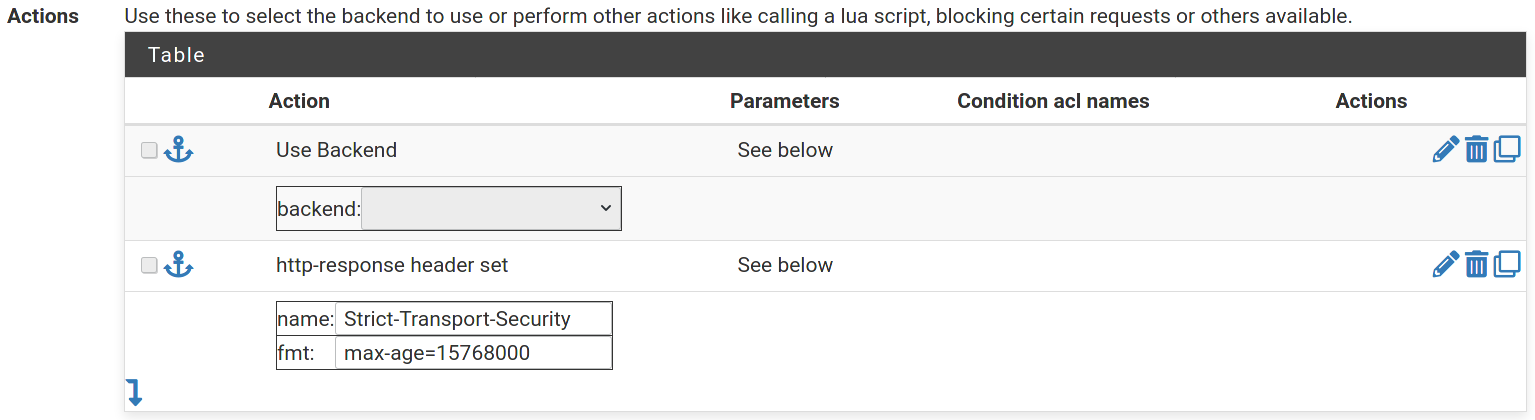 Actions Use these to select the backend to use or perform other actions like calling a lua script, blocking certain requests or others available.
Table
Action Parameters Condition acl names Actions
Use Backend See below
backend:
http-response header set See below
name: Strict-Transport-Security
fmt: max-age=15768000